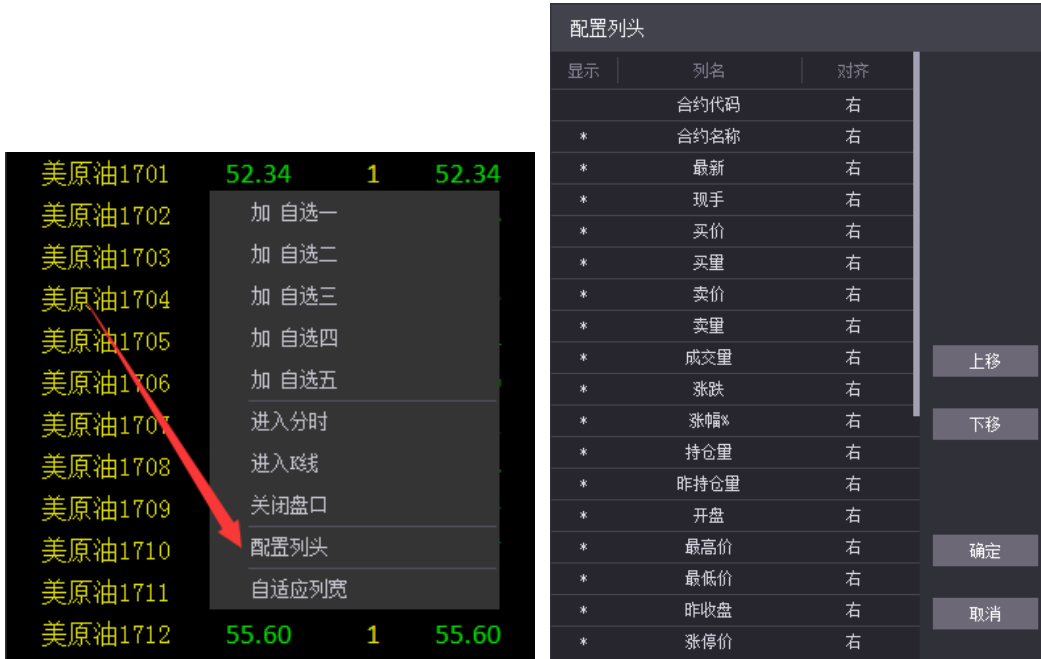 美原油1701 52.34 1 52.34
美原油1702
美原油1703
美原油1704
美原油1705
美原油1706
美原油1707
美原油1708
美原油1709
美原油1710
美原油1711
美原油1712 55.60 1 55.60
加 自选一
加 自选二
加 自选三
加 自选四
加 自选五
进入分时
进入K线
关闭盘口
配置列头
自适应列宽
配置列头
显示 列名 对齐
合约代码 右
* 合约名称 右
* 最新 右
* 现手 右
* 买价 右
* 买量 右
* 卖价 右
* 卖量 右
* 成交量 右
* 涨跌 右
* 涨幅% 右
* 持仓量 右
* 昨持仓量 右
* 开盘 右
* 最高价 右
* 最低价 右
* 昨收盘 右
* 涨停价 右
上移
下移
确定
取消